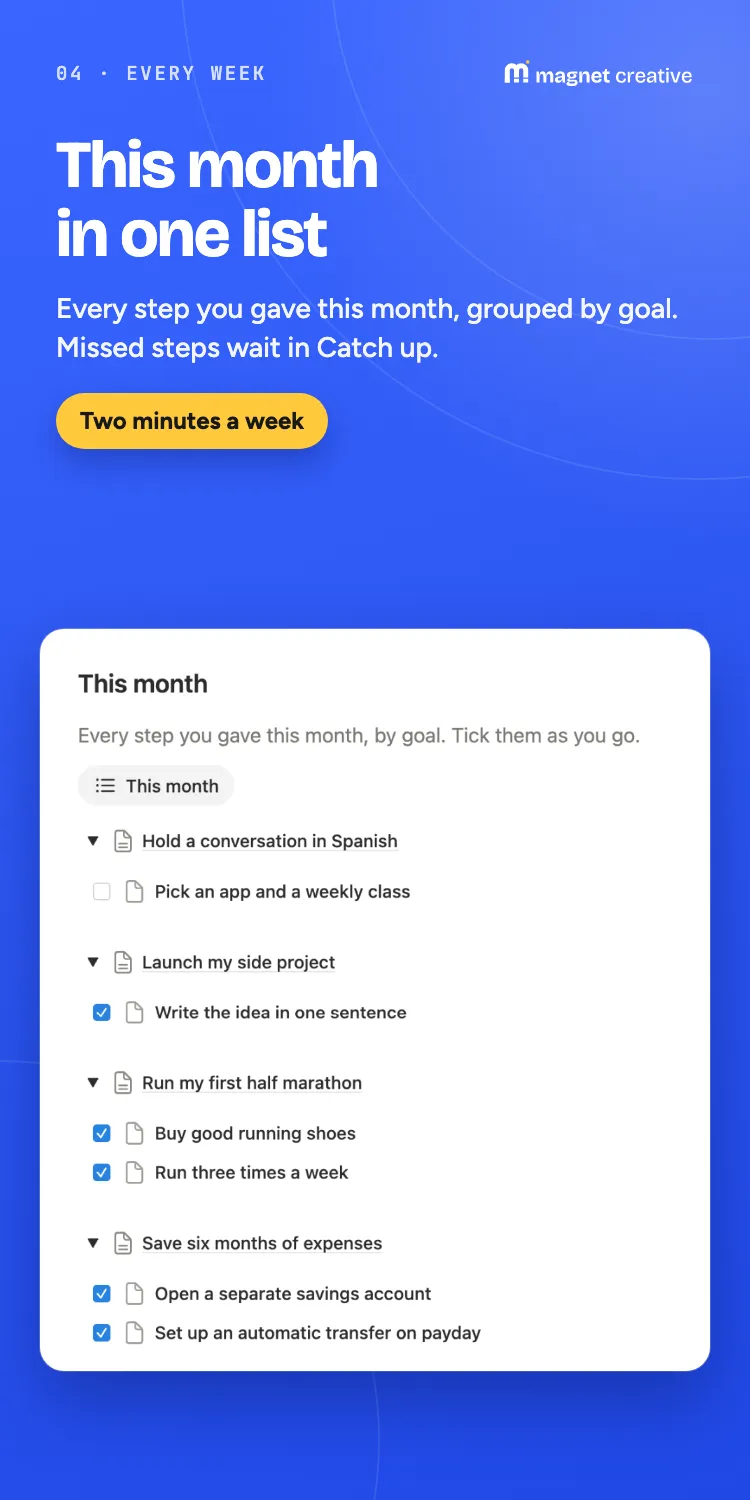 04 · EVERY WEEK
magnet creative
This month
in one list
Every step you gave this month, grouped by goal.
Missed steps wait in Catch up.
Two minutes a week
This month
Every step you gave this month, by goal. Tick them as you go.
This month
Hold a conversation in Spanish
Pick an app and a weekly class
Launch my side project
Write the idea in one sentence
Run my first half marathon
Buy good running shoes
Run three times a week
Save six months of expenses
Open a separate savings account
Set up an automatic transfer on payday